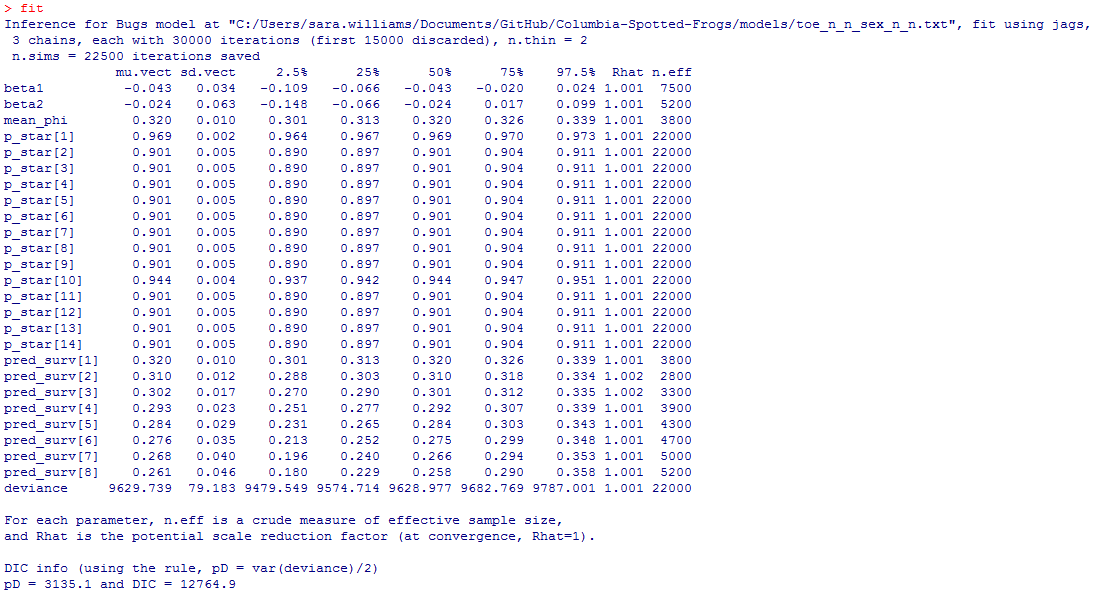 > fit
Inference for Bugs model at "C:/Users/sara.williams/Documents/GitHub/Columbia-Spotted-Frogs/models/toe_n_n_sex_n_n.txt", fit using jags,
 3 chains, each with 30000 iterations (first 15000 discarded), n.thin = 2
 n.sims = 22500 iterations saved
              mu.vect sd.vect     2.5%      25%      50%      75%    97.5%  Rhat n.eff
beta1          -0.043   0.034   -0.109   -0.066   -0.043   -0.020    0.024 1.001  7500
beta2          -0.024   0.063   -0.148   -0.066   -0.024    0.017    0.099 1.001  5200
mean_phi        0.320   0.010    0.301    0.313    0.320    0.326    0.339 1.001  3800
p_star[1]       0.969   0.002    0.964    0.967    0.969    0.970    0.973 1.001 22000
p_star[2]       0.901   0.005    0.890    0.897    0.901    0.904    0.911 1.001 22000
p_star[3]       0.901   0.005    0.890    0.897    0.901    0.904    0.911 1.001 22000
p_star[4]       0.901   0.005    0.890    0.897    0.901    0.904    0.911 1.001 22000
p_star[5]       0.901   0.005    0.890    0.897    0.901    0.904    0.911 1.001 22000
p_star[6]       0.901   0.005    0.890    0.897    0.901    0.904    0.911 1.001 22000
p_star[7]       0.901   0.005    0.890    0.897    0.901    0.904    0.911 1.001 22000
p_star[8]       0.901   0.005    0.890    0.897    0.901    0.904    0.911 1.001 22000
p_star[9]       0.901   0.005    0.890    0.897    0.901    0.904    0.911 1.001 22000
p_star[10]      0.944   0.004    0.937    0.942    0.944    0.947    0.951 1.001 22000
p_star[11]      0.901   0.005    0.890    0.897    0.901    0.904    0.911 1.001 22000
p_star[12]      0.901   0.005    0.890    0.897    0.901    0.904    0.911 1.001 22000
p_star[13]      0.901   0.005    0.890    0.897    0.901    0.904    0.911 1.001 22000
p_star[14]      0.901   0.005    0.890    0.897    0.901    0.904    0.911 1.001 22000
pred_surv[1]    0.320   0.010    0.301    0.313    0.320    0.326    0.339 1.001  3800
pred_surv[2]    0.310   0.012    0.288    0.303    0.310    0.318    0.334 1.002  2800
pred_surv[3]    0.302   0.017    0.270    0.290    0.301    0.312    0.335 1.002  3300
pred_surv[4]    0.293   0.023    0.251    0.277    0.292    0.307    0.339 1.001  3900
pred_surv[5]    0.284   0.029    0.231    0.265    0.284    0.303    0.343 1.001  4300
pred_surv[6]    0.276   0.035    0.213    0.252    0.275    0.299    0.348 1.001  4700
pred_surv[7]    0.268   0.040    0.196    0.240    0.266    0.294    0.353 1.001  5000
pred_surv[8]    0.261   0.046    0.180    0.229    0.258    0.290    0.358 1.001  5200
deviance     9629.739  79.183 9479.549 9574.714 9628.977 9682.769 9787.001 1.001 22000

For each parameter, n.eff is a crude measure of effective sample size,
and Rhat is the potential scale reduction factor (at convergence, Rhat=1).

DIC info (using the rule, pD = var(deviance)/2)
pD = 3135.1 and DIC = 12764.9